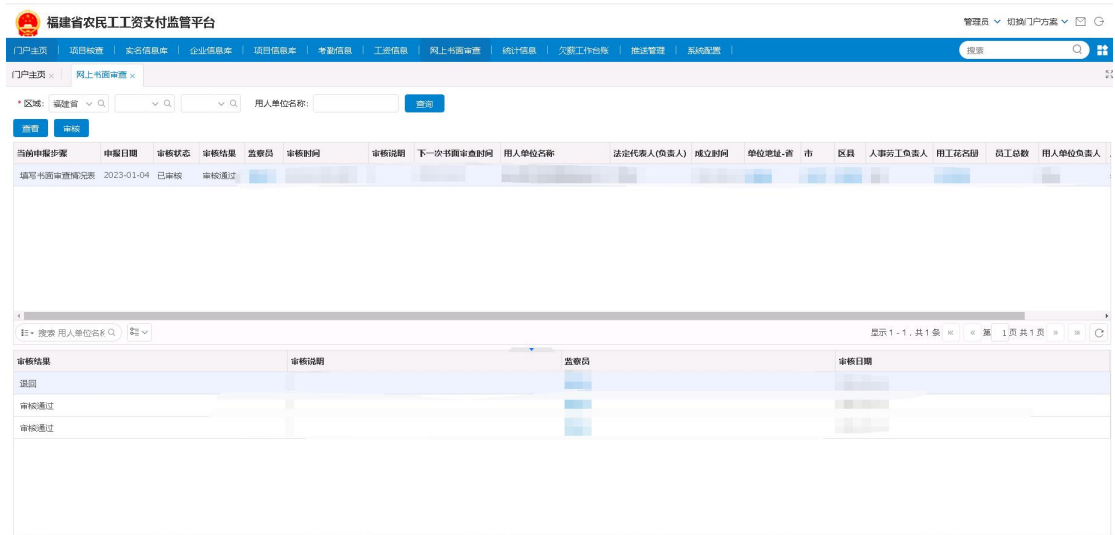 福建省农民工工资支付监管平台
管理员 切换门户方案
门户主页 项目核查 实名信息库 企业信息库 项目信息库 考勤信息 工资信息 网上书面审查 统计信息 欠薪工作台账 推送管理 系统配置 搜索
门户主页 × 网上书面审查 ×
* 区域: 福建省 用人单位名称: 查询
查看 审核
当前申报步骤 申报日期 审核状态 审核结果 监察员 审核时间 审核说明 下一次书面审查时间 用人单位名称 法定代表人(负责人) 成立时间 单位地址-省 市 区县 人事劳工负责人 用工花名册 员工总数 用人单位负责人
填写书面审查情况表 2023-01-04 已审核 审核通过
搜索 用人单位名 显示 1 - 1 , 共 1 条 第 1 页 共 1 页
审核结果 审核说明 监察员 审核日期
退回
审核通过
审核通过